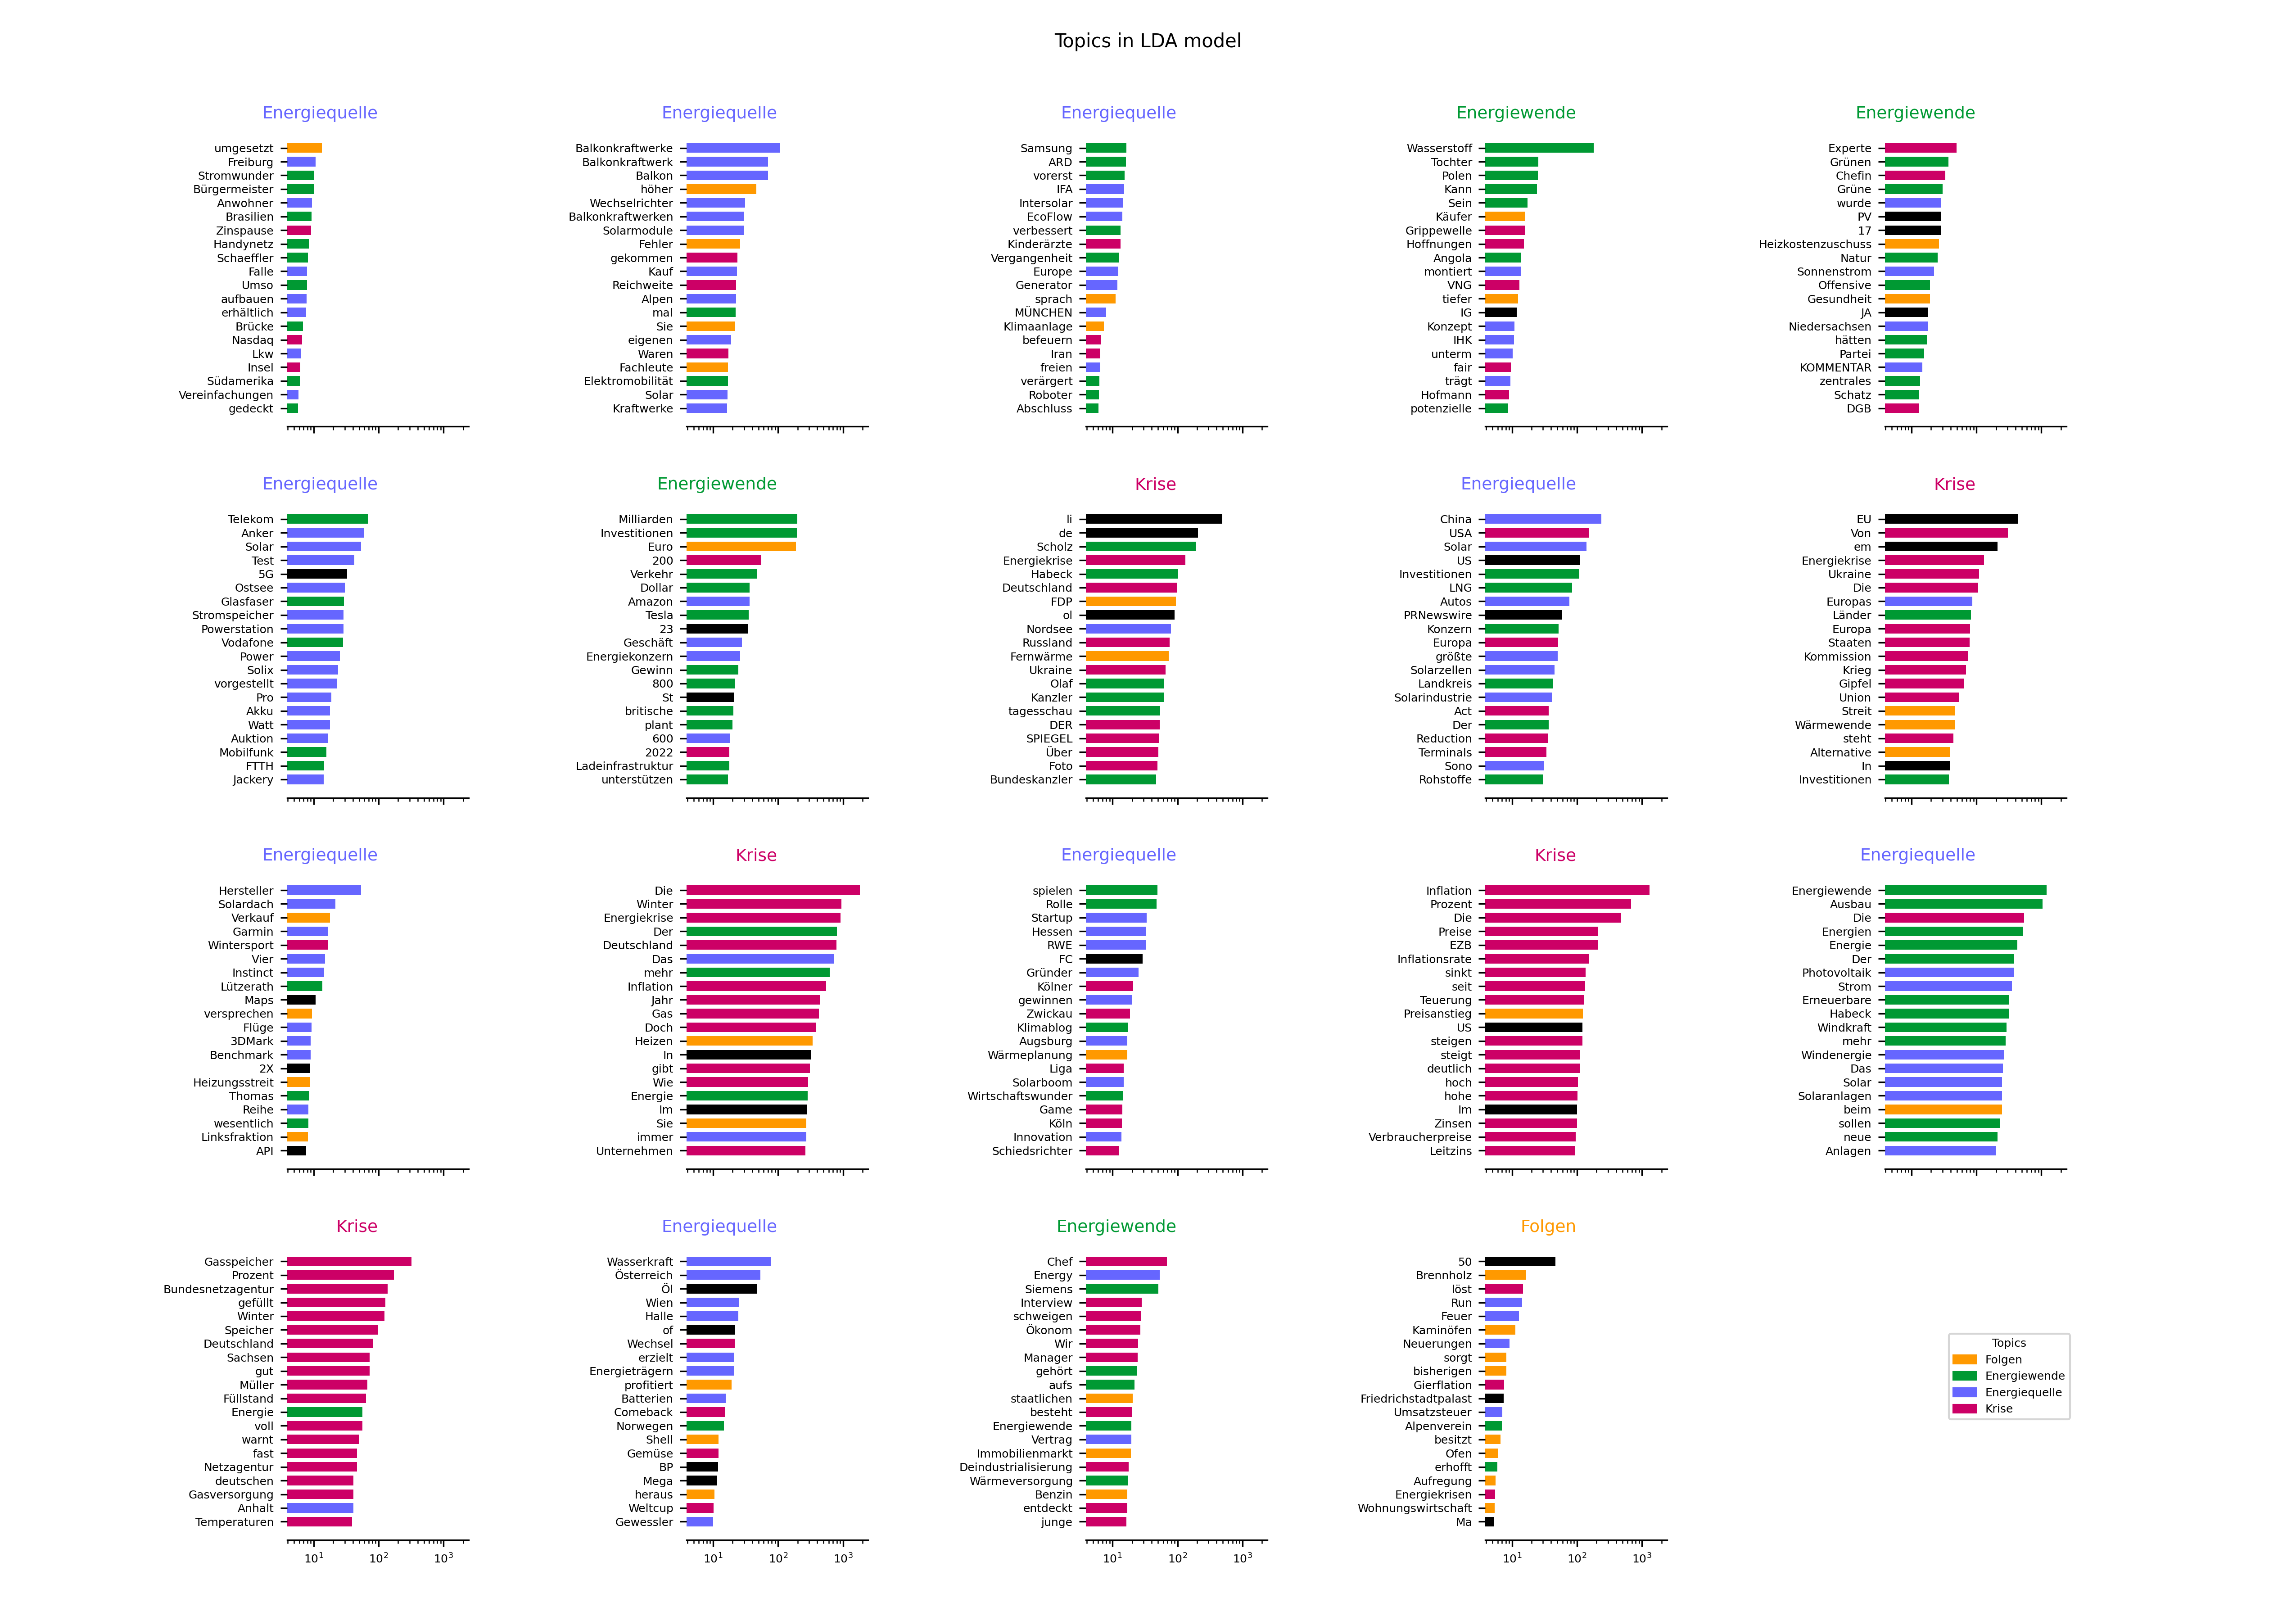 Topics in LDA model
Energiequelle
umgesetzt
Freiburg
Stromwunder
Bürgermeister
Anwohner
Brasilien
Zinspause
Handynetz
Schaeffler
Falle
Umso
aufbauen
erhältlich
Brücke
Nasdaq
Lkw
Insel
Südamerika
Vereinfachungen
gedeckt
Energiequelle
Balkonkraftwerke
Balkonkraftwerk
Balkon
höher
Wechselrichter
Balkonkraftwerken
Solarmodule
Fehler
gekommen
Kauf
Reichweite
Alpen
mal
Sie
eigenen
Waren
Fachleute
Elektromobilität
Solar
Kraftwerke
Energiequelle
Samsung
ARD
vorerst
IFA
Intersolar
EcoFlow
verbessert
Kinderärzte
Vergangenheit
Europe
Generator
sprach
MÜNCHEN
Klimaanlage
befeuern
Iran
freien
verärgert
Roboter
Abschluss
Energiewende
Wasserstoff
Tochter
Polen
Kann
Sein
Käufer
Grippewelle
Hoffnungen
Angola
montiert
VNG
tiefer
IG
Konzept
IHK
unterm
fair
trägt
Hofmann
potenzielle
Energiewende
Experte
Grünen
Chefin
Grüne
wurde
PV
17
Heizkostenzuschuss
Natur
Sonnenstrom
Offensive
Gesundheit
JA
Niedersachsen
hätten
Partei
KOMMENTAR
zentrales
Schatz
DGB
Energiequelle
Telekom
Anker
Solar
Test
5G
Ostsee
Glasfaser
Stromspeicher
Powerstation
Vodafone
Power
Solix
vorgestellt
Pro
Akku
Watt
Auktion
Mobilfunk
FTTH
Jackery
Energiewende
Milliarden
Investitionen
Euro
200
Verkehr
Dollar
Amazon
Tesla
23
Geschäft
Energiekonzern
Gewinn
800
St
britische
plant
600
2022
Ladeinfrastruktur
unterstützen
Krise
li
de
Scholz
Energiekrise
Habeck
Deutschland
FDP
ol
Nordsee
Russland
Fernwärme
Ukraine
Olaf
Kanzler
tagesschau
DER
SPIEGEL
Über
Foto
Bundeskanzler
Energiequelle
China
USA
Solar
US
Investitionen
LNG
Autos
PRNewswire
Konzern
Europa
größte
Solarzellen
Landkreis
Solarindustrie
Act
Der
Reduction
Terminals
Sono
Rohstoffe
Krise
EU
Von
em
Energiekrise
Ukraine
Die
Europas
Länder
Europa
Staaten
Kommission
Krieg
Gipfel
Union
Streit
Wärmewende
steht
Alternative
In
Investitionen
Energiequelle
Hersteller
Solardach
Verkauf
Garmin
Wintersport
Vier
Instinct
Lützerath
Maps
versprechen
Flüge
3DMark
Benchmark
2X
Heizungsstreit
Thomas
Reihe
wesentlich
Linksfraktion
API
Krise
Die
Winter
Energiekrise
Der
Deutschland
Das
mehr
Inflation
Jahr
Gas
Doch
Heizen
In
gibt
Wie
Energie
Im
Sie
immer
Unternehmen
Energiequelle
spielen
Rolle
Startup
Hessen
RWE
FC
Gründer
Kölner
gewinnen
Zwickau
Klimablog
Augsburg
Wärmeplanung
Liga
Solarboom
Wirtschaftswunder
Game
Köln
Innovation
Schiedsrichter
Krise
Inflation
Prozent
Die
Preise
EZB
Inflationsrate
sinkt
seit
Teuerung
Preisanstieg
US
steigen
steigt
deutlich
hoch
hohe
Im
Zinsen
Verbraucherpreise
Leitzins
Energiequelle
Energiewende
Ausbau
Die
Energien
Energie
Der
Photovoltaik
Strom
Erneuerbare
Habeck
Windkraft
mehr
Windenergie
Das
Solar
Solaranlagen
beim
sollen
neue
Anlagen
Krise
Gasspeicher
Prozent
Bundesnetzagentur
gefüllt
Winter
Speicher
Deutschland
Sachsen
gut
Müller
Füllstand
Energie
voll
warnt
fast
Netzagentur
deutschen
Gasversorgung
Anhalt
Temperaturen
10¹ 10² 10³
Energiequelle
Wasserkraft
Österreich
Öl
Wien
Halle
of
Wechsel
erzielt
Energieträgern
profitiert
Batterien
Comeback
Norwegen
Shell
Gemüse
BP
Mega
heraus
Weltcup
Gewessler
10¹ 10² 10³
Energiewende
Chef
Energy
Siemens
Interview
schweigen
Ökonom
Wir
Manager
gehört
aufs
staatlichen
besteht
Energiewende
Vertrag
Immobilienmarkt
Deindustrialisierung
Wärmeversorgung
Benzin
entdeckt
junge
10¹ 10² 10³
Folgen
50
Brennholz
löst
Run
Feuer
Kaminöfen
Neuerungen
sorgt
bisherigen
Gierflation
Friedrichstadtpalast
Umsatzsteuer
Alpenverein
besitzt
Ofen
erhofft
Aufregung
Energiekrisen
Wohnungswirtschaft
Ma
10¹ 10² 10³
Topics
Folgen
Energiewende
Energiequelle
Krise